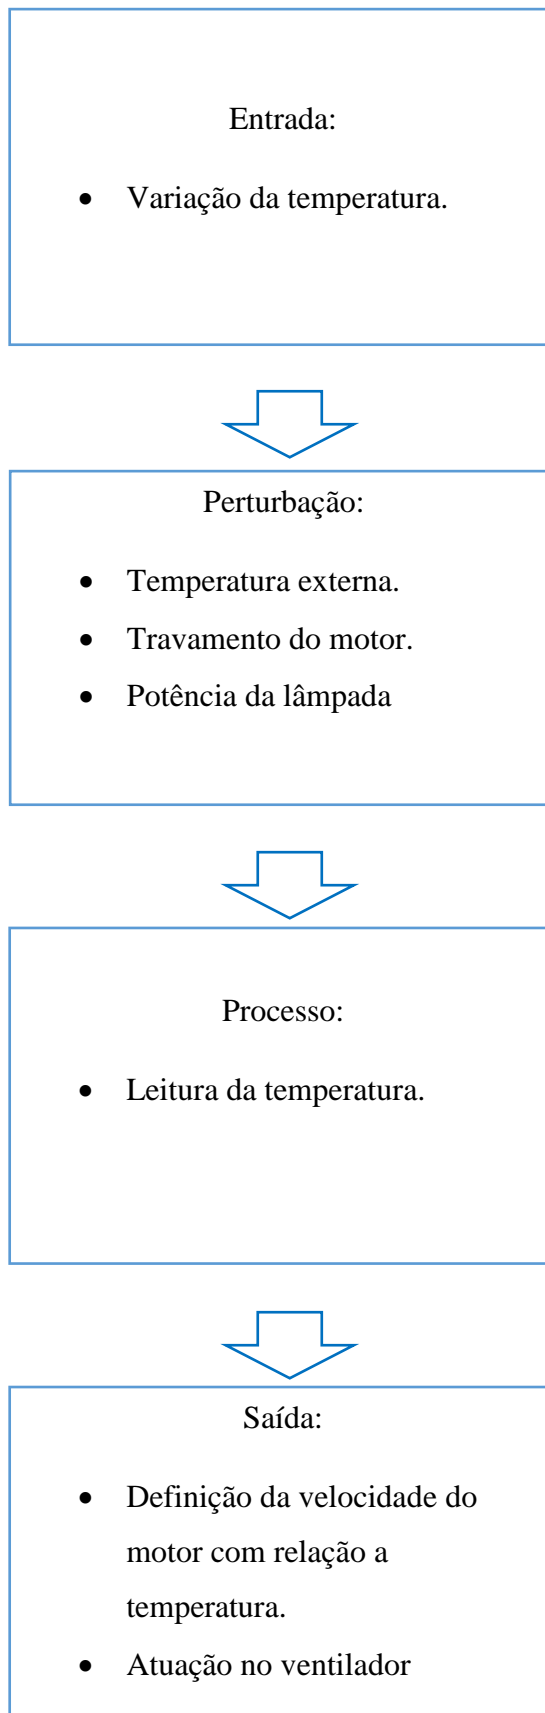 Entrada:
• Variação da temperatura.
Perturbação:
• Temperatura externa.
• Travamento do motor.
• Potência da lâmpada
Processo:
• Leitura da temperatura.
Saída:
• Definição da velocidade do
motor com relação a
temperatura.
• Atuação no ventilador